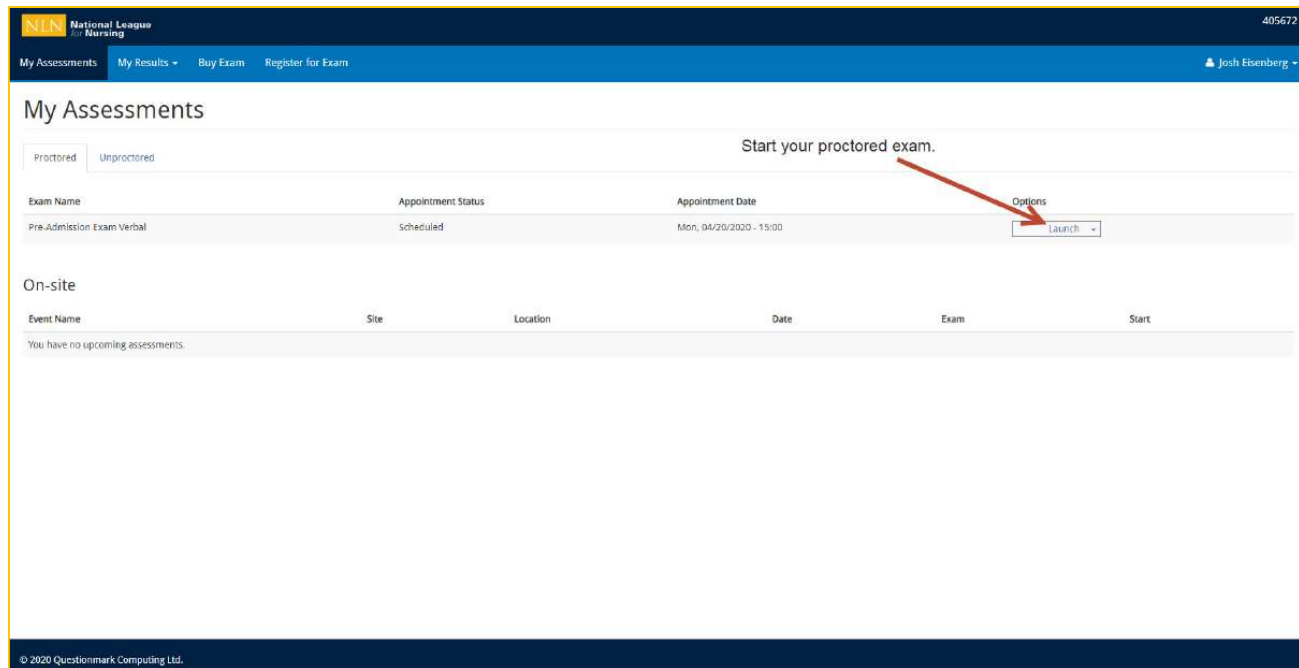 NLN National League for Nursing 405672
My Assessments My Results Buy Exam Register for Exam Josh Eisenberg
My Assessments
Start your proctored exam.
Proctored Unproctored
Exam Name Appointment Status Appointment Date Options
Pre-Admission Exam Verbal Scheduled Mon, 04/20/2020 - 15:00 Launch
On-site
Event Name Site Location Date Exam Start
You have no upcoming assessments.
© 2020 Questionmark Computing Ltd.